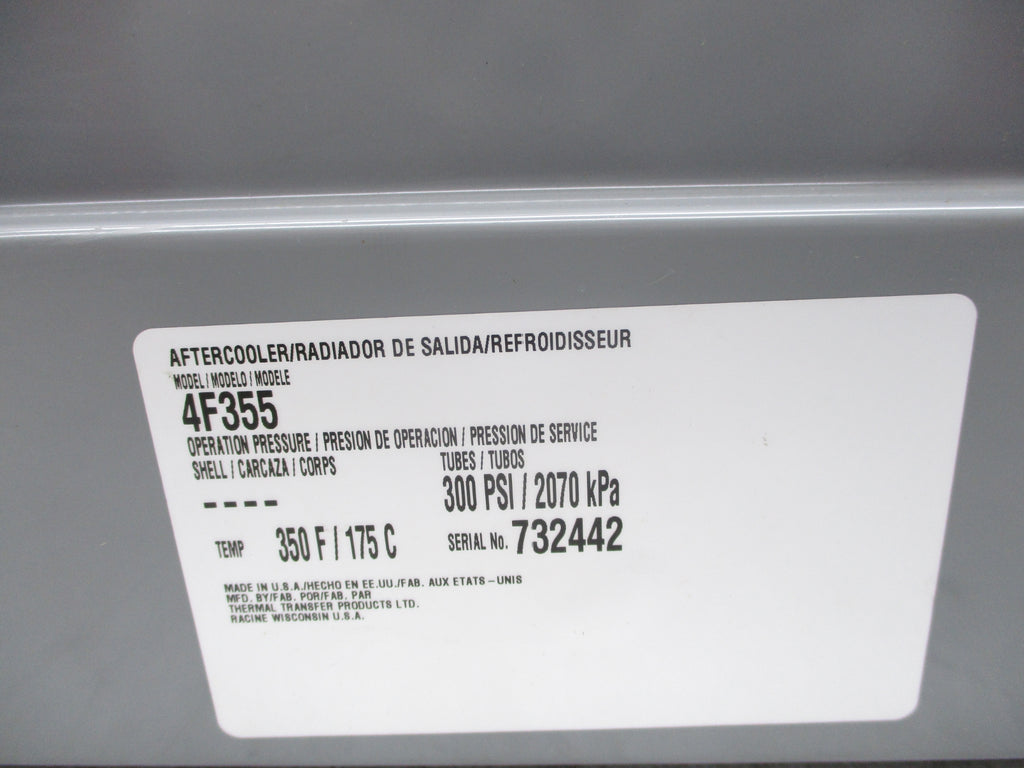 AFTERCOOLER/RADIADOR DE SALIDA/REFROIDISSEUR
MODEL / MODELO / MODELE
4F355
OPERATION PRESSURE / PRESION DE OPERACION / PRESSION DE SERVICE
SHELL / CARCAZA / CORPS
TUBES / TUBOS
----
300 PSI / 2070 kPa
TEMP 350 F / 175 C
SERIAL No. 732442
MADE IN U.S.A./HECHO EN EE.UU./FAB. AUX ETATS-UNIS
MFD. BY/FAB. POR/FAB. PAR
THERMAL TRANSFER PRODUCTS LTD.
RACINE WISCONSIN U.S.A.